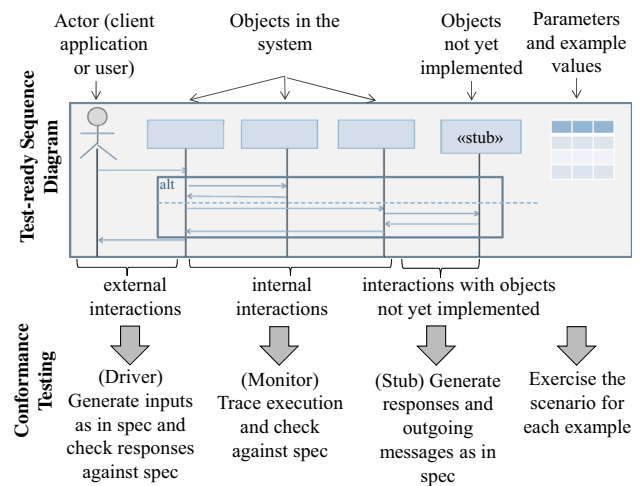 Actor (client
application
or user)
Objects in the
system
Objects
not yet
implemented
Parameters
and example
values
Test-ready Sequence
Diagram
«stub»
alt
external
interactions
internal
interactions
interactions with objects
not yet implemented
Conformance
Testing
(Driver)
Generate inputs
as in spec and
check responses
against spec
(Monitor)
Trace execution
and check
against spec
(Stub) Generate
responses and
outgoing
messages as in
spec
Exercise the
scenario for
each example